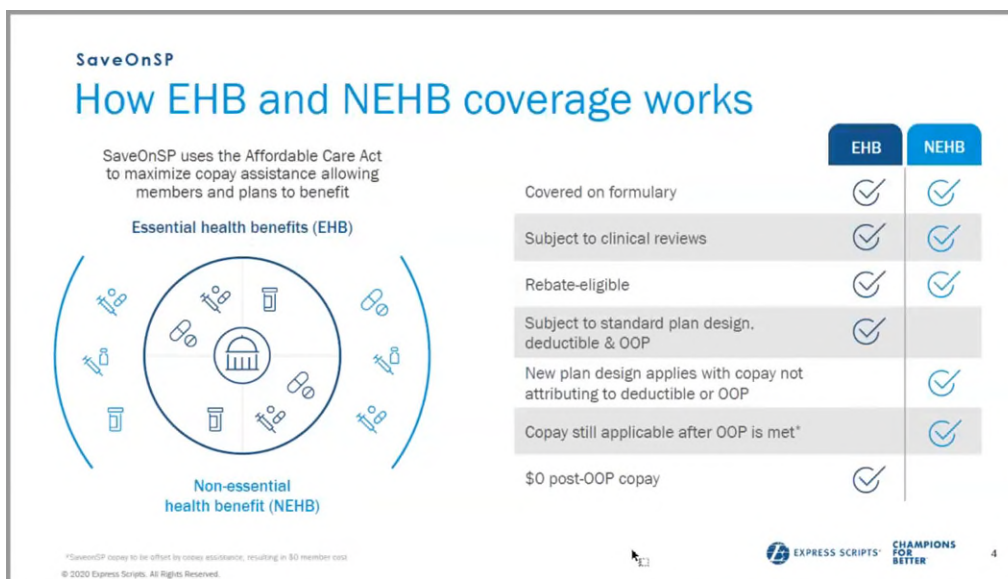 SaveOnSP
How EHB and NEHB coverage works
SaveOnSP uses the Affordable Care Act
to maximize copay assistance allowing
members and plans to benefit
Essential health benefits (EHB)
Non-essential
health benefit (NEHB)
EHB NEHB
Covered on formulary
Subject to clinical reviews
Rebate-eligible
Subject to standard plan design,
deductible & OOP
New plan design applies with copay not
attributing to deductible or OOP
Copay still applicable after OOP is met*
$0 post-OOP copay
*SaveonSP copay to be offset by copay assistance, resulting in $0 member cost
© 2020 Express Scripts. All Rights Reserved.
EXPRESS SCRIPTS®
CHAMPIONS
FOR
BETTER
4